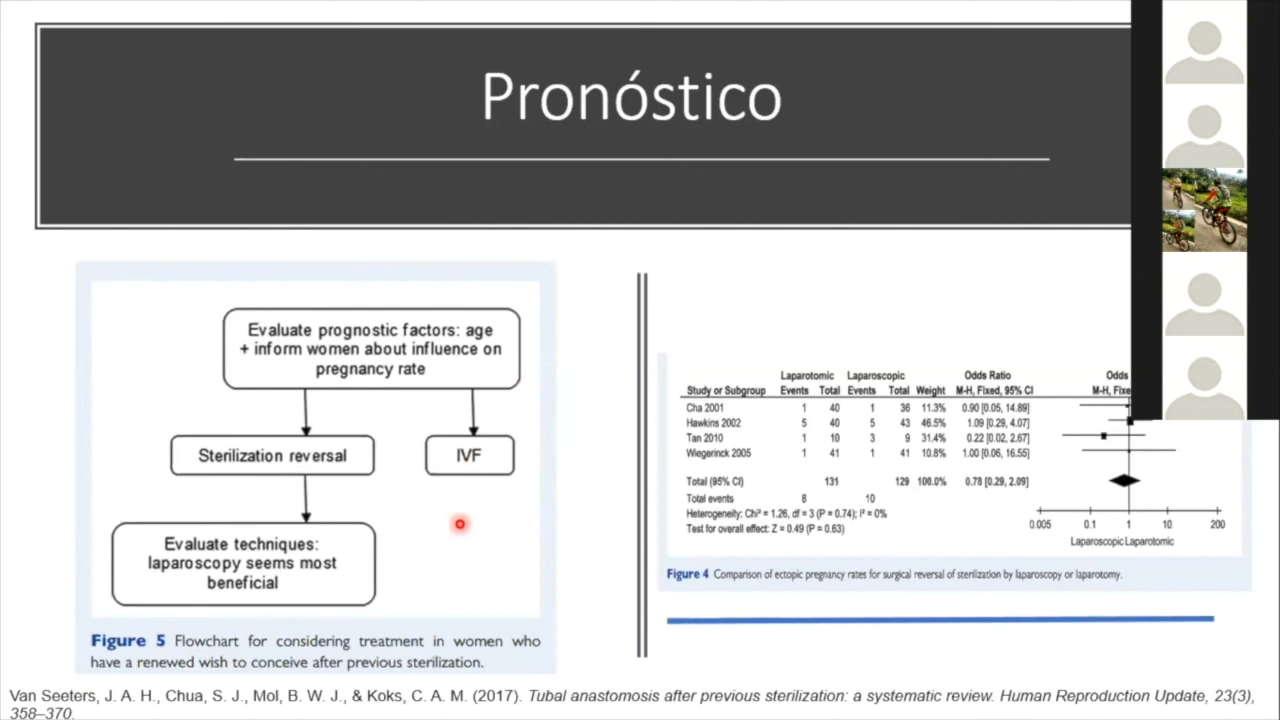 Pronóstico
Evaluate prognostic factors: age
+ inform women about influence on
pregnancy rate
Sterilization reversal
IVF
Evaluate techniques:
laparoscopy seems most
beneficial
Figure 5 Flowchart for considering treatment in women who
have a renewed wish to conceive after previous sterilization.
Laparotomic Laparoscopic Odds Ratio Odds
Study or Subgroup Events Total Events Total Weight M-H, Fixed, 95% CI M-H, Fixe
Cha 2001 1 40 1 36 11.3% 0.90 [0.05, 14.89]
Hawkins 2002 5 40 5 43 46.5% 1.09 [0.29, 4.07]
Tan 2010 1 10 3 9 31.4% 0.22 [0.02, 2.67]
Wiegerinck 2005 1 41 1 41 10.8% 1.00 [0.06, 16.55]
Total (95% CI) 131 129 100.0% 0.78 [0.29, 2.09]
Total events 8 10
Heterogeneity: Chi² = 1.26, df = 3 (P = 0.74); I² = 0%
Test for overall effect: Z = 0.49 (P = 0.63)
0.005 0.1 1 10 200
Laparoscopic Laparotomic
Figure 4 Comparison of ectopic pregnancy rates for surgical reversal of sterilization by laparoscopy or laparotomy.
Van Seeters, J. A. H., Chua, S. J., Mol, B. W. J., & Koks, C. A. M. (2017). Tubal anastomosis after previous sterilization: a systematic review. Human Reproduction Update, 23(3),
358–370.